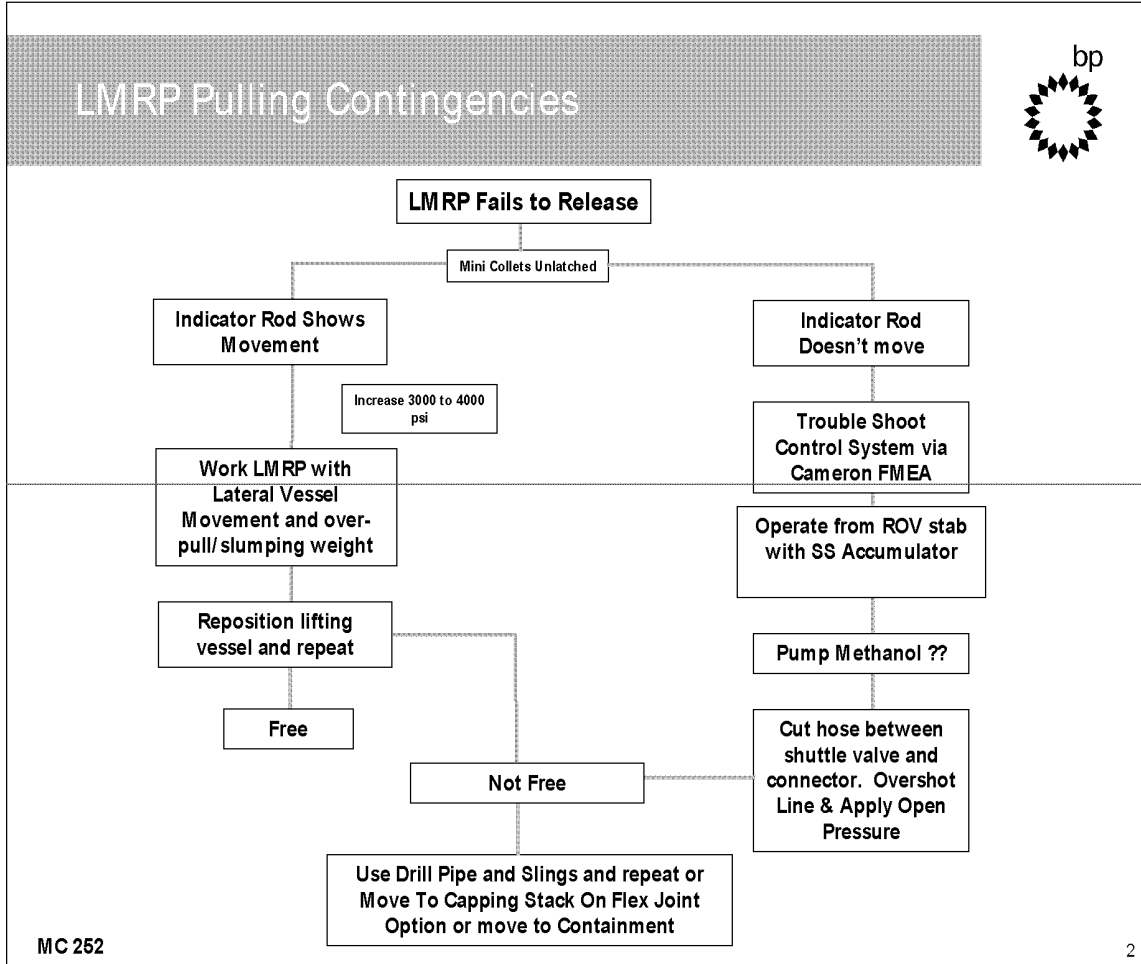 bp
LMRP Pulling Contingencies
LMRP Fails to Release
Mini Collets Unlatched
Indicator Rod Shows
Movement
Increase 3000 to 4000
psi
Work LMRP with
Lateral Vessel
Movement and over-
pull/slumping weight
Reposition lifting
vessel and repeat
Free
Indicator Rod
Doesn't move
Trouble Shoot
Control System via
Cameron FMEA
Operate from ROV stab
with SS Accumulator
Pump Methanol ??
Cut hose between
shuttle valve and
connector. Overshot
Line & Apply Open
Pressure
Not Free
Use Drill Pipe and Slings and repeat or
Move To Capping Stack On Flex Joint
Option or move to Containment
MC 252
2